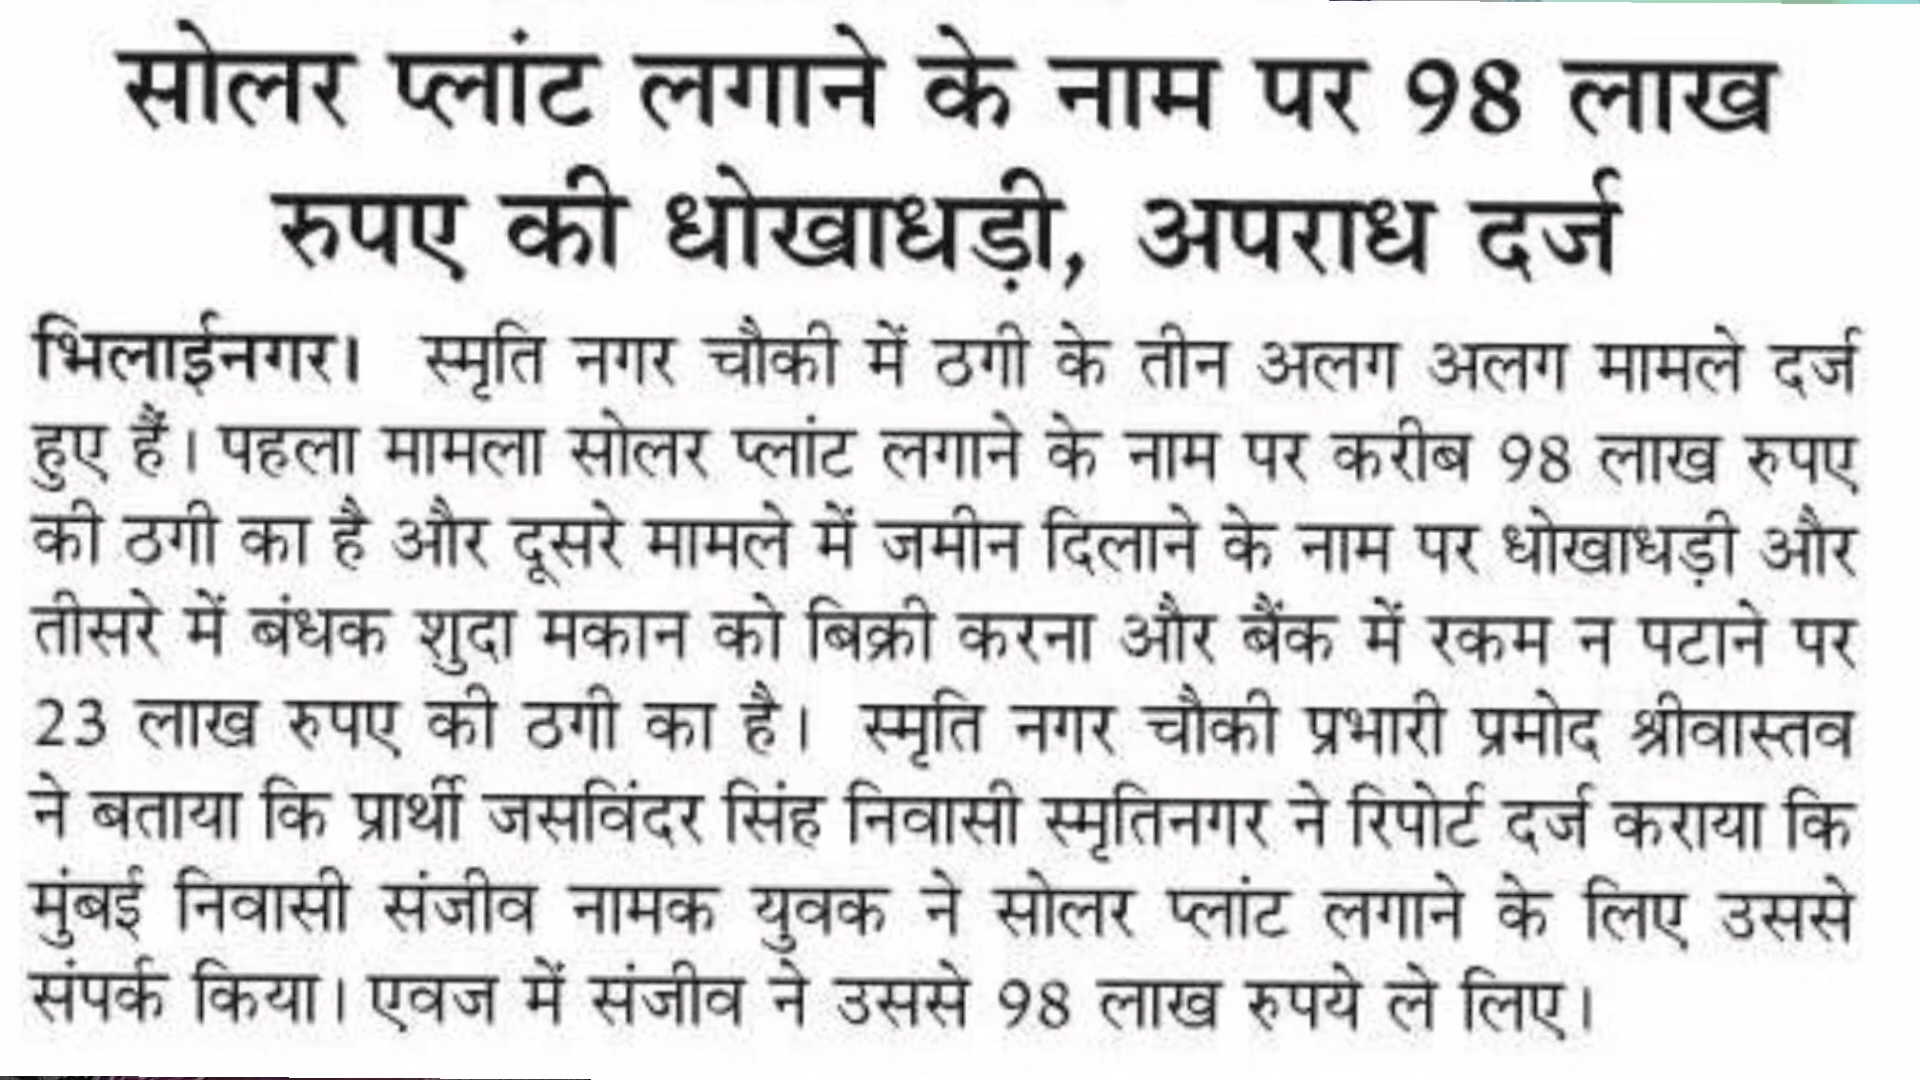 सोलर प्लांट लगाने के नाम पर 98 लाख
रुपए की धोखाधड़ी, अपराध दर्ज
भिलाईनगर। स्मृति नगर चौकी में ठगी के तीन अलग अलग मामले दर्ज
हुए हैं। पहला मामला सोलर प्लांट लगाने के नाम पर करीब 98 लाख रुपए
की ठगी का है और दूसरे मामले में जमीन दिलाने के नाम पर धोखाधड़ी और
तीसरे में बंधक शुदा मकान को बिक्री करना और बैंक में रकम न पटाने पर
23 लाख रुपए की ठगी का है। स्मृति नगर चौकी प्रभारी प्रमोद श्रीवास्तव
ने बताया कि प्रार्थी जसविंदर सिंह निवासी स्मृतिनगर ने रिपोर्ट दर्ज कराया कि
मुंबई निवासी संजीव नामक युवक ने सोलर प्लांट लगाने के लिए उससे
संपर्क किया। एवज में संजीव ने उससे 98 लाख रुपये ले लिए।